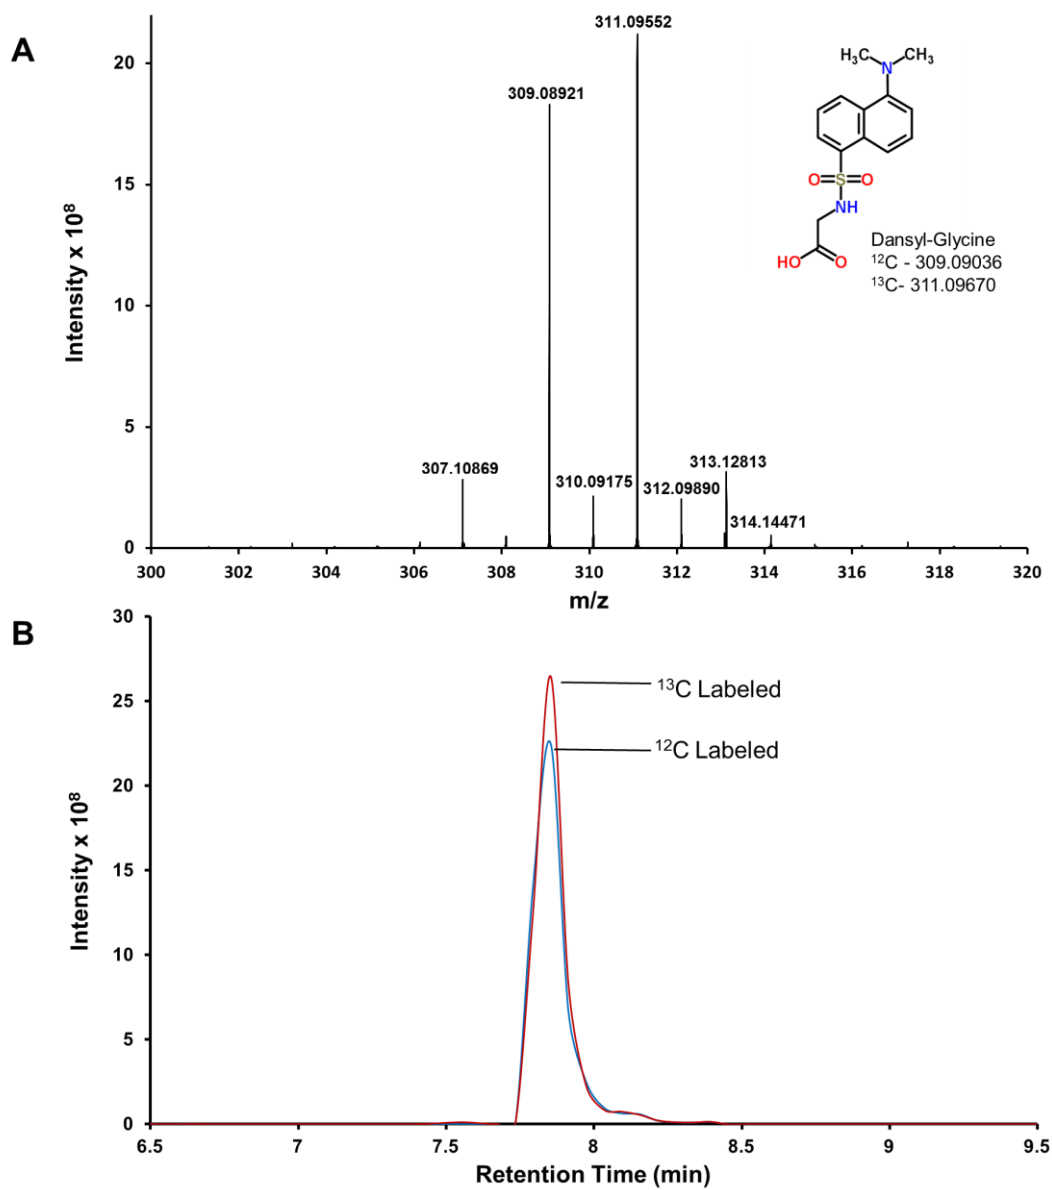 A
Intensity x 10⁸
20
15
10
5
0
311.09552
309.08921
307.10869
310.09175
312.09890
313.12813
314.14471
H₃C
N
CH₃
O=S=O
NH
HO
O
Dansyl-Glycine
¹²C - 309.09036
¹³C- 311.09670
300 302 304 306 308 310 312 314 316 318 320
m/z
B
Intensity x 10⁸
30
25
20
15
10
5
0
¹³C Labeled
¹²C Labeled
6.5 7 7.5 8 8.5 9 9.5
Retention Time (min)